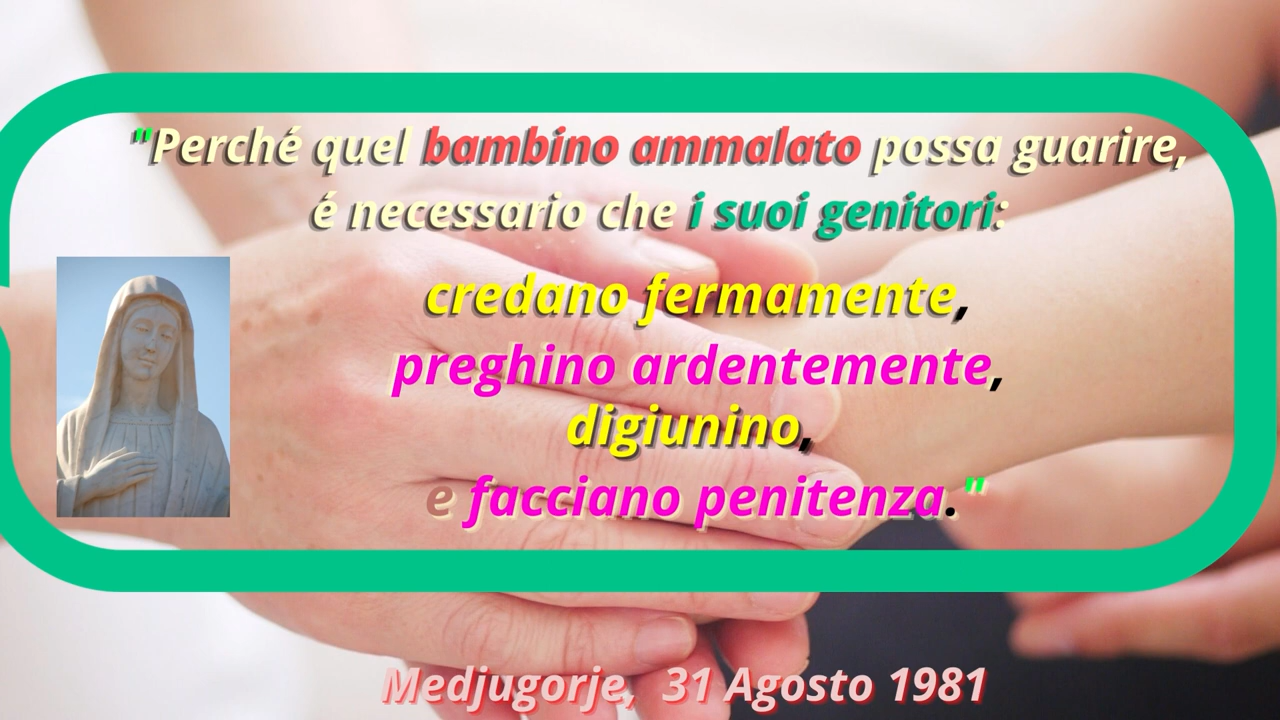 "Perché quel bambino ammalato possa guarire,
é necessario che i suoi genitori:
credano fermamente,
preghino ardentemente,
digiunino,
e facciano penitenza."
Medjugorje, 31 Agosto 1981